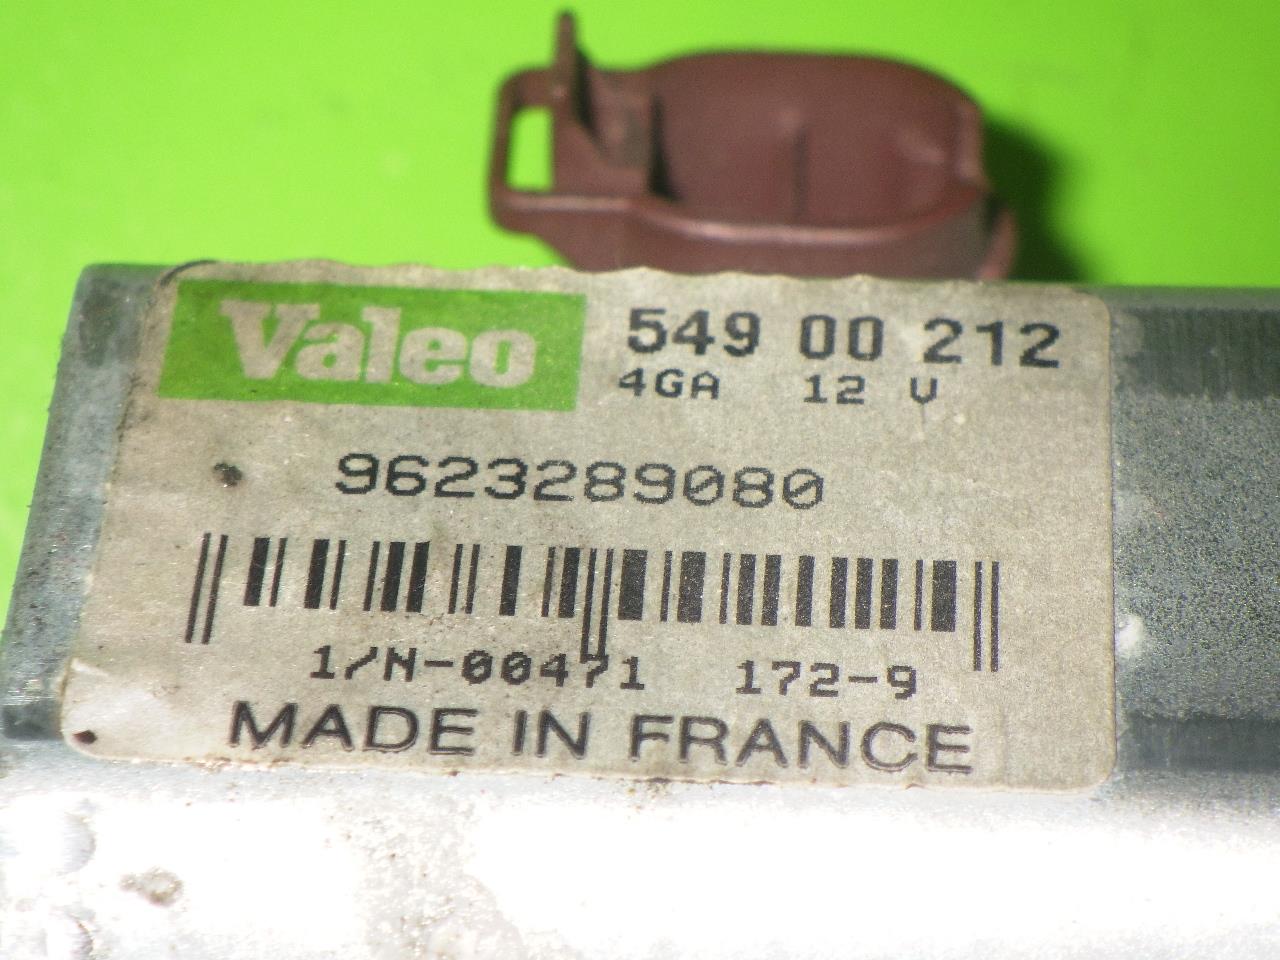 Valeo 549 00 212
4GA 12 V
9623289080
1/N-00471 172-9
MADE IN FRANCE